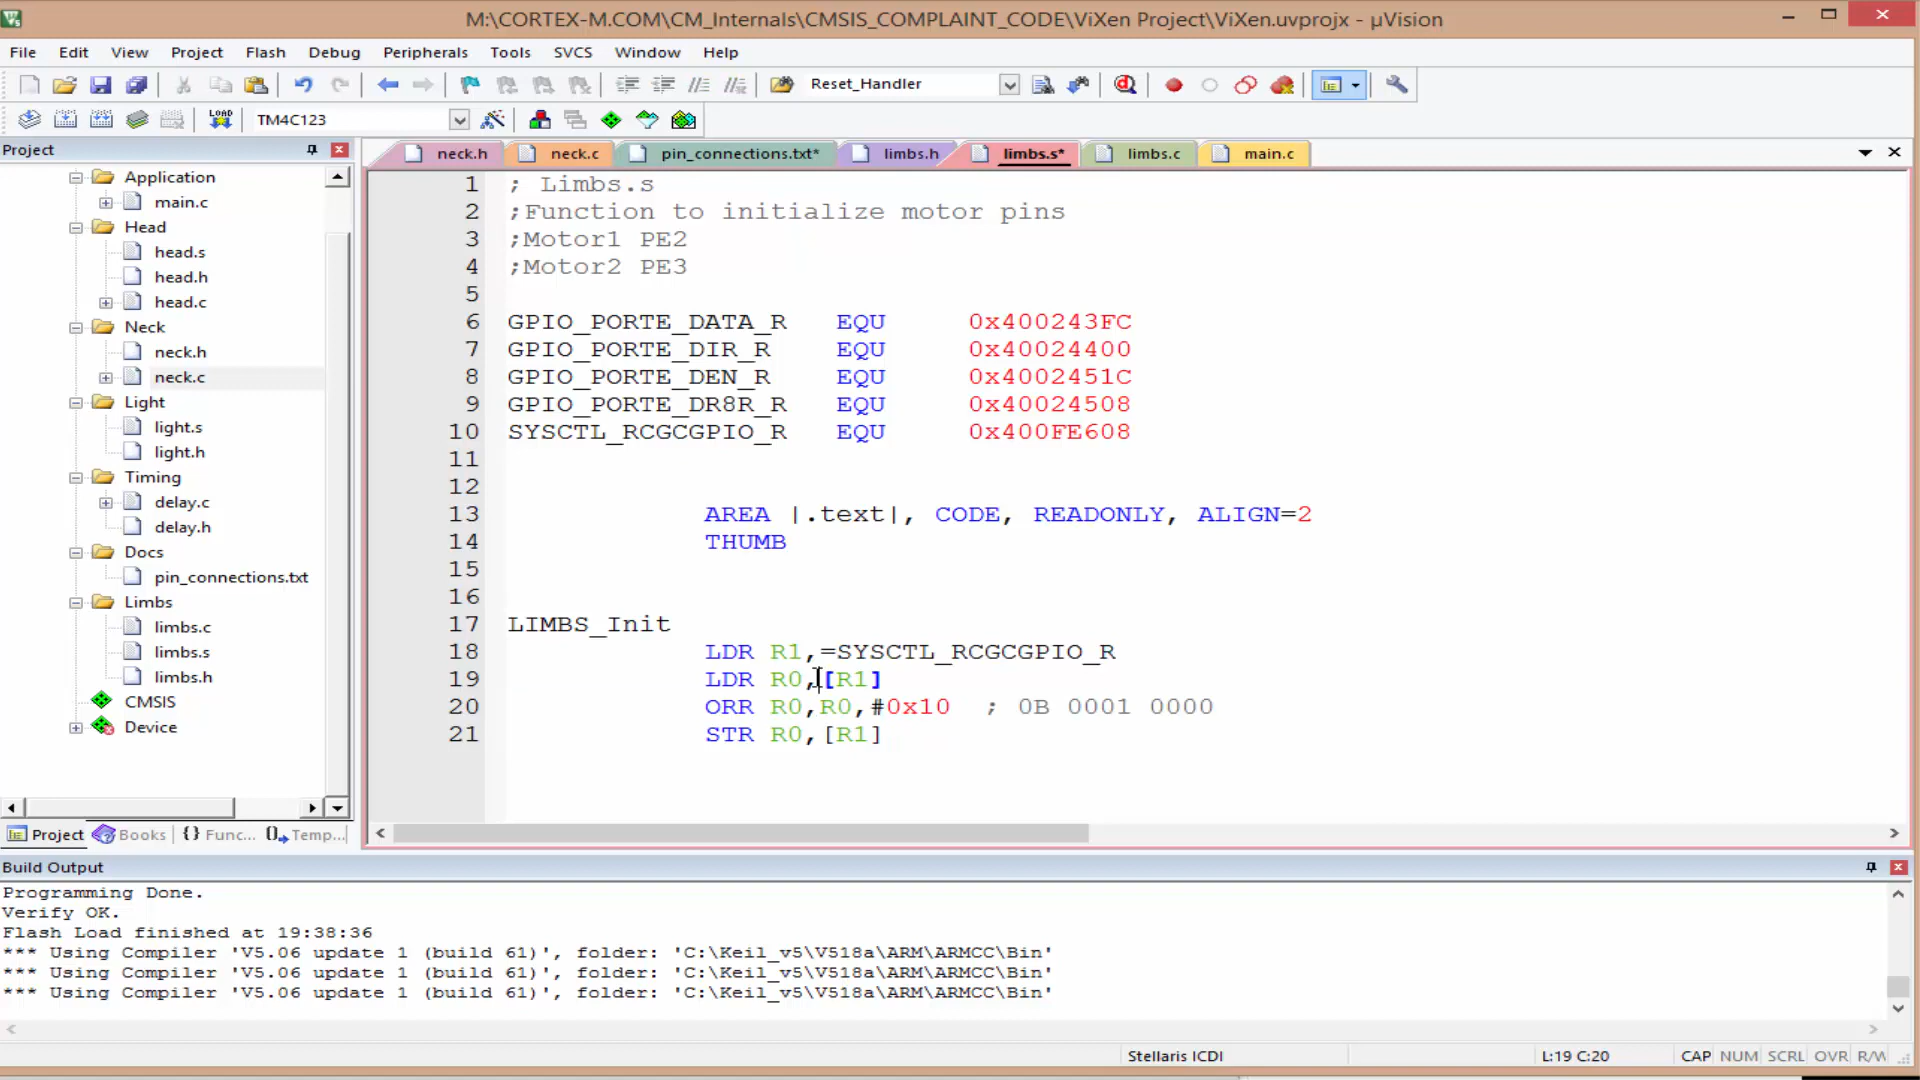 M:\CORTEX-M.COM\CM_Internals\CMSIS_COMPLAINT_CODE\ViXen Project\ViXen.uvprojx - µVision
File Edit View Project Flash Debug Peripherals Tools SVCS Window Help
Reset_Handler
LOAD TM4C123
Project
Application
main.c
Head
head.s
head.h
head.c
Neck
neck.h
neck.c
Light
light.s
light.h
Timing
delay.c
delay.h
Docs
pin_connections.txt
Limbs
limbs.c
limbs.s
limbs.h
CMSIS
Device
Project Books {} Func... Temp...
neck.h neck.c pin_connections.txt* limbs.h limbs.s* limbs.c main.c
1 ; Limbs.s
2 ;Function to initialize motor pins
3 ;Motor1 PE2
4 ;Motor2 PE3
5
6 GPIO_PORTE_DATA_R EQU 0x400243FC
7 GPIO_PORTE_DIR_R EQU 0x40024400
8 GPIO_PORTE_DEN_R EQU 0x4002451C
9 GPIO_PORTE_DR8R_R EQU 0x40024508
10 SYSCTL_RCGCGPIO_R EQU 0x400FE608
11
12
13 AREA |.text|, CODE, READONLY, ALIGN=2
14 THUMB
15
16
17 LIMBS_Init
18 LDR R1,=SYSCTL_RCGCGPIO_R
19 LDR R0,[R1]
20 ORR R0,R0,#0x10 ; 0B 0001 0000
21 STR R0,[R1]
Build Output
Programming Done.
Verify OK.
Flash Load finished at 19:38:36
*** Using Compiler 'V5.06 update 1 (build 61)', folder: 'C:\Keil_v5\V518a\ARM\ARMCC\Bin'
*** Using Compiler 'V5.06 update 1 (build 61)', folder: 'C:\Keil_v5\V518a\ARM\ARMCC\Bin'
*** Using Compiler 'V5.06 update 1 (build 61)', folder: 'C:\Keil_v5\V518a\ARM\ARMCC\Bin'
Stellaris ICDI L:19 C:20 CAP NUM SCRL OVR R/W